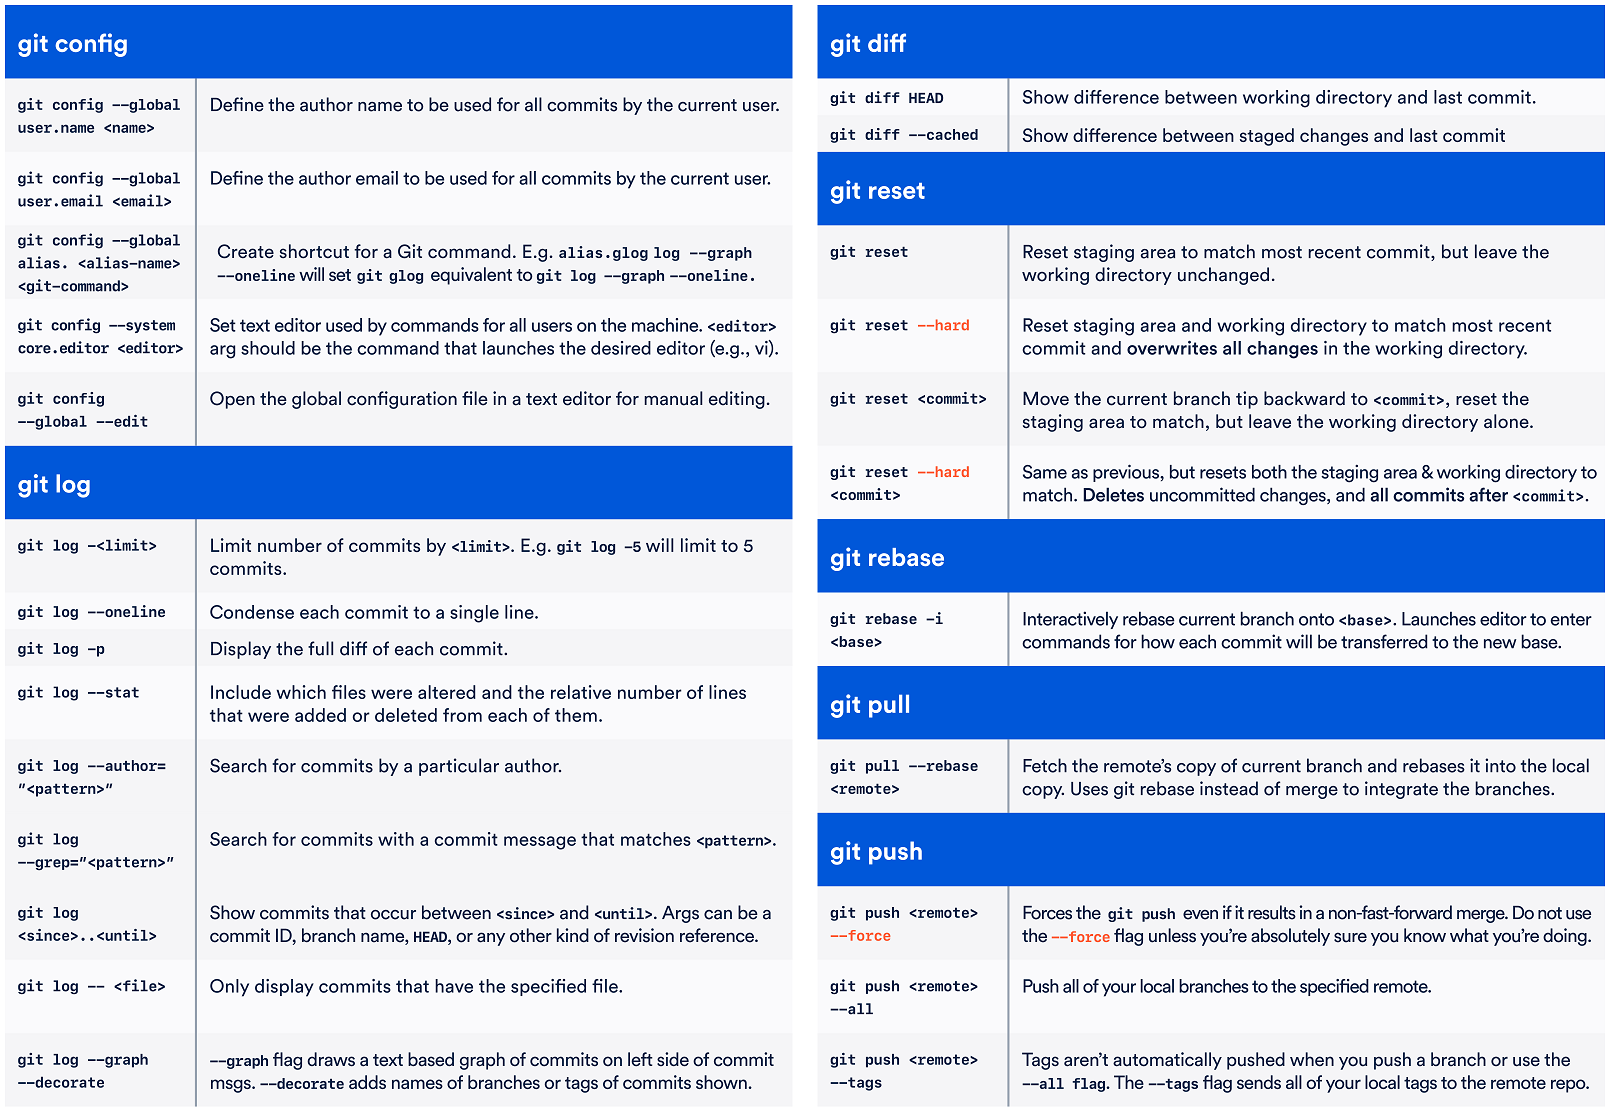 git config
git config --global
user.name <name>
Define the author name to be used for all commits by the current user.
git config --global
user.email <email>
Define the author email to be used for all commits by the current user.
git config --global
alias. <alias-name>
<git-command>
Create shortcut for a Git command. E.g. alias.glog log --graph
--oneline will set git glog equivalent to git log --graph --oneline.
git config --system
core.editor <editor>
Set text editor used by commands for all users on the machine. <editor>
arg should be the command that launches the desired editor (e.g., vi).
git config
--global --edit
Open the global configuration file in a text editor for manual editing.
git log
git log -<limit>
Limit number of commits by <limit>. E.g. git log -5 will limit to 5
commits.
git log --oneline
Condense each commit to a single line.
git log -p
Display the full diff of each commit.
git log --stat
Include which files were altered and the relative number of lines
that were added or deleted from each of them.
git log --author=
"<pattern>"
Search for commits by a particular author.
git log
--grep="<pattern>"
Search for commits with a commit message that matches <pattern>.
git log
<since>..<until>
Show commits that occur between <since> and <until>. Args can be a
commit ID, branch name, HEAD, or any other kind of revision reference.
git log -- <file>
Only display commits that have the specified file.
git log --graph
--decorate
--graph flag draws a text based graph of commits on left side of commit
msgs. --decorate adds names of branches or tags of commits shown.
git diff
git diff HEAD
Show difference between working directory and last commit.
git diff --cached
Show difference between staged changes and last commit
git reset
git reset
Reset staging area to match most recent commit, but leave the
working directory unchanged.
git reset --hard
Reset staging area and working directory to match most recent
commit and overwrites all changes in the working directory.
git reset <commit>
Move the current branch tip backward to <commit>, reset the
staging area to match, but leave the working directory alone.
git reset --hard
<commit>
Same as previous, but resets both the staging area & working directory to
match. Deletes uncommitted changes, and all commits after <commit>.
git rebase
git rebase -i
<base>
Interactively rebase current branch onto <base>. Launches editor to enter
commands for how each commit will be transferred to the new base.
git pull
git pull --rebase
<remote>
Fetch the remote’s copy of current branch and rebases it into the local
copy. Uses git rebase instead of merge to integrate the branches.
git push
git push <remote>
--force
Forces the git push even if it results in a non-fast-forward merge. Do not use
the --force flag unless you’re absolutely sure you know what you’re doing.
git push <remote>
--all
Push all of your local branches to the specified remote.
git push <remote>
--tags
Tags aren’t automatically pushed when you push a branch or use the
--all flag. The --tags flag sends all of your local tags to the remote repo.